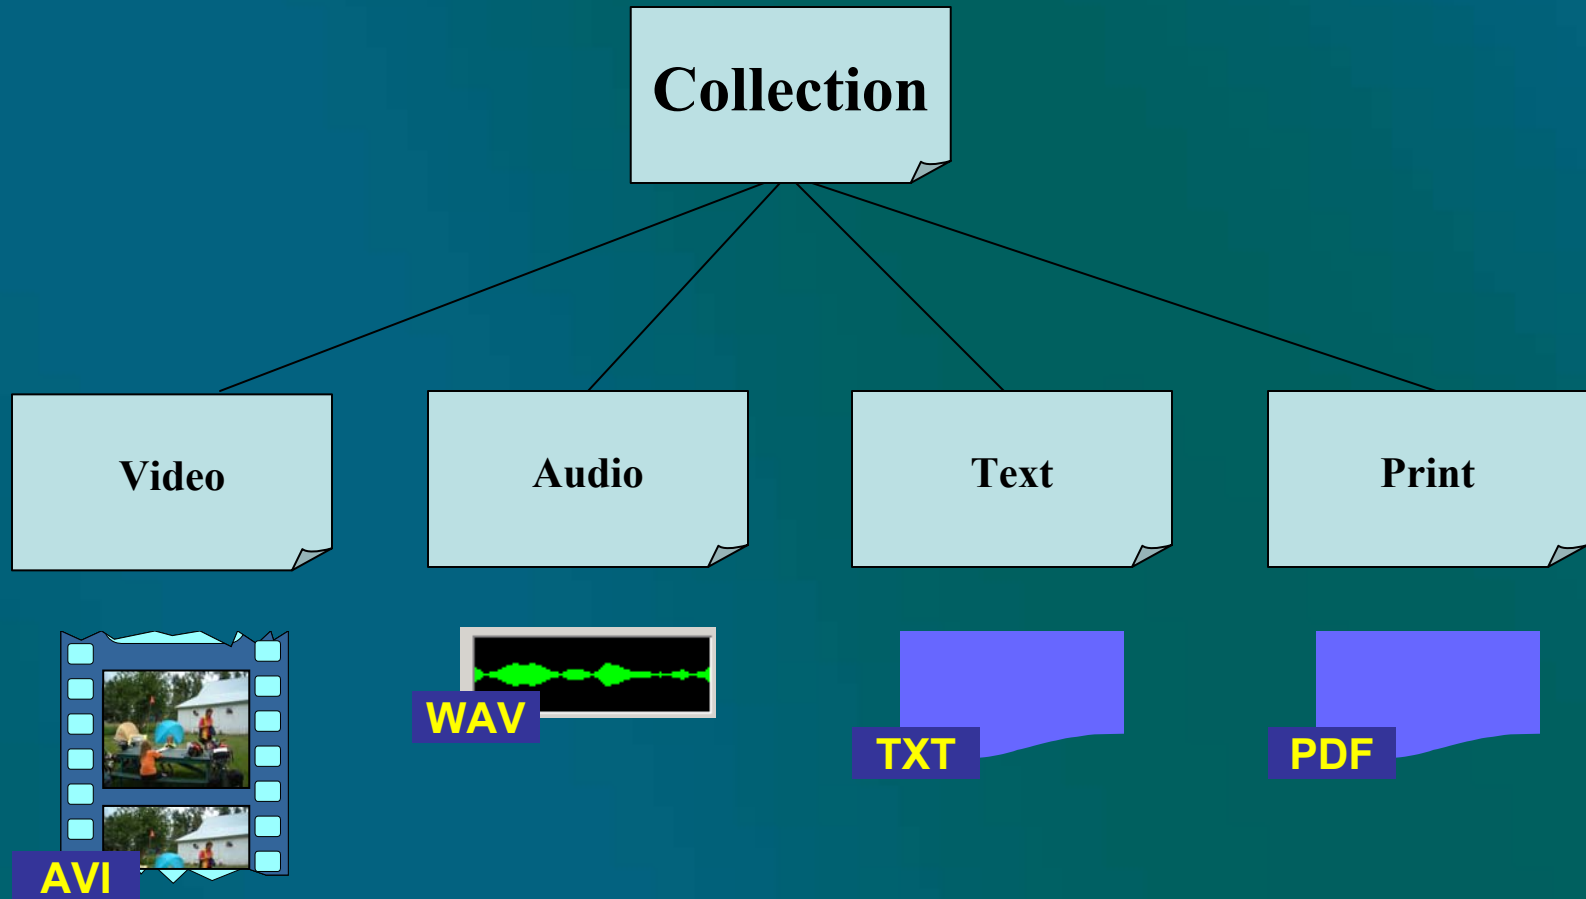 Collection
Video
Audio
Text
Print
WAV
TXT
PDF
AVI